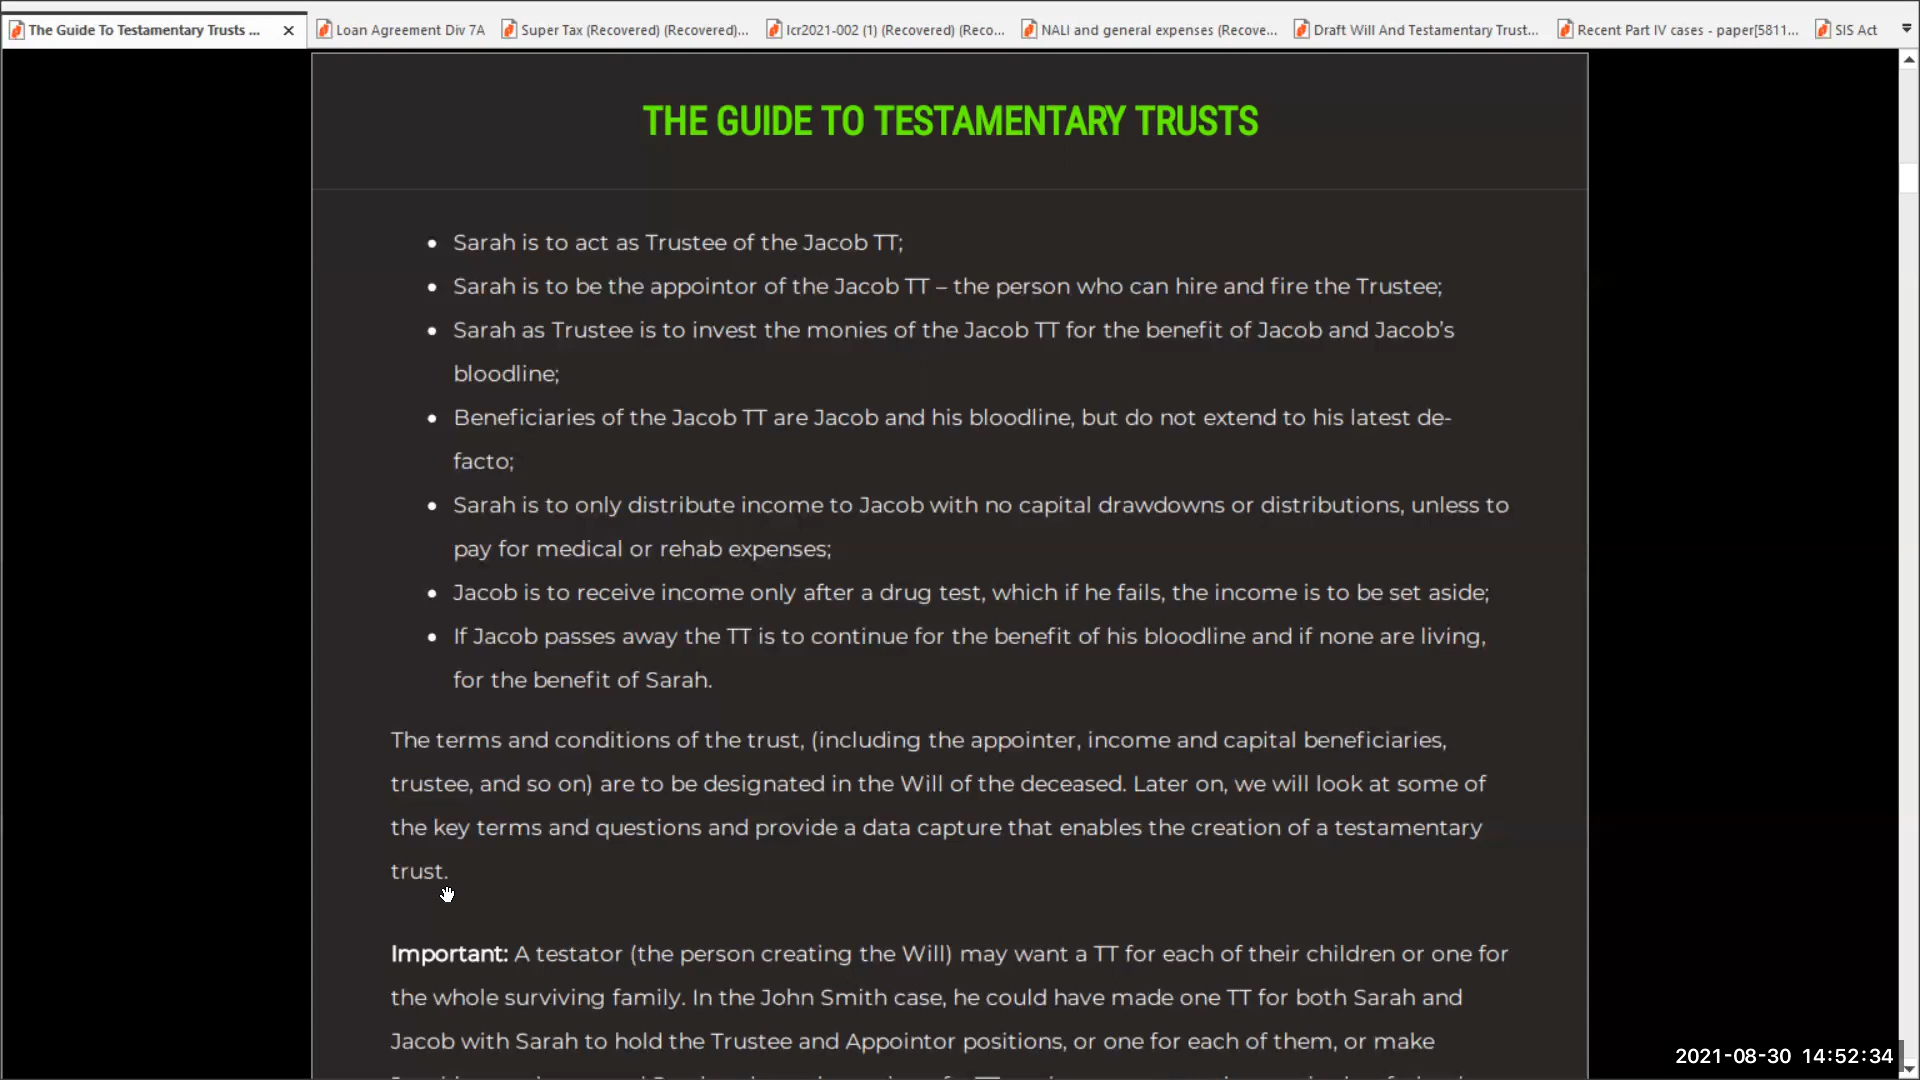 The Guide To Testamentary Trusts ...
Loan Agreement Div 7A
Super Tax (Recovered) (Recovered)...
lcr2021-002 (1) (Recovered) (Reco...
NALI and general expenses (Recove...
Draft Will And Testamentary Trust...
Recent Part IV cases - paper[5811...
SIS Act
THE GUIDE TO TESTAMENTARY TRUSTS
• Sarah is to act as Trustee of the Jacob TT;
• Sarah is to be the appointor of the Jacob TT – the person who can hire and fire the Trustee;
• Sarah as Trustee is to invest the monies of the Jacob TT for the benefit of Jacob and Jacob’s
bloodline;
• Beneficiaries of the Jacob TT are Jacob and his bloodline, but do not extend to his latest de-
facto;
• Sarah is to only distribute income to Jacob with no capital drawdowns or distributions, unless to
pay for medical or rehab expenses;
• Jacob is to receive income only after a drug test, which if he fails, the income is to be set aside;
• If Jacob passes away the TT is to continue for the benefit of his bloodline and if none are living,
for the benefit of Sarah.
The terms and conditions of the trust, (including the appointer, income and capital beneficiaries,
trustee, and so on) are to be designated in the Will of the deceased. Later on, we will look at some of
the key terms and questions and provide a data capture that enables the creation of a testamentary
trust.
Important: A testator (the person creating the Will) may want a TT for each of their children or one for
the whole surviving family. In the John Smith case, he could have made one TT for both Sarah and
Jacob with Sarah to hold the Trustee and Appointor positions, or one for each of them, or make
2021-08-30 14:52:34